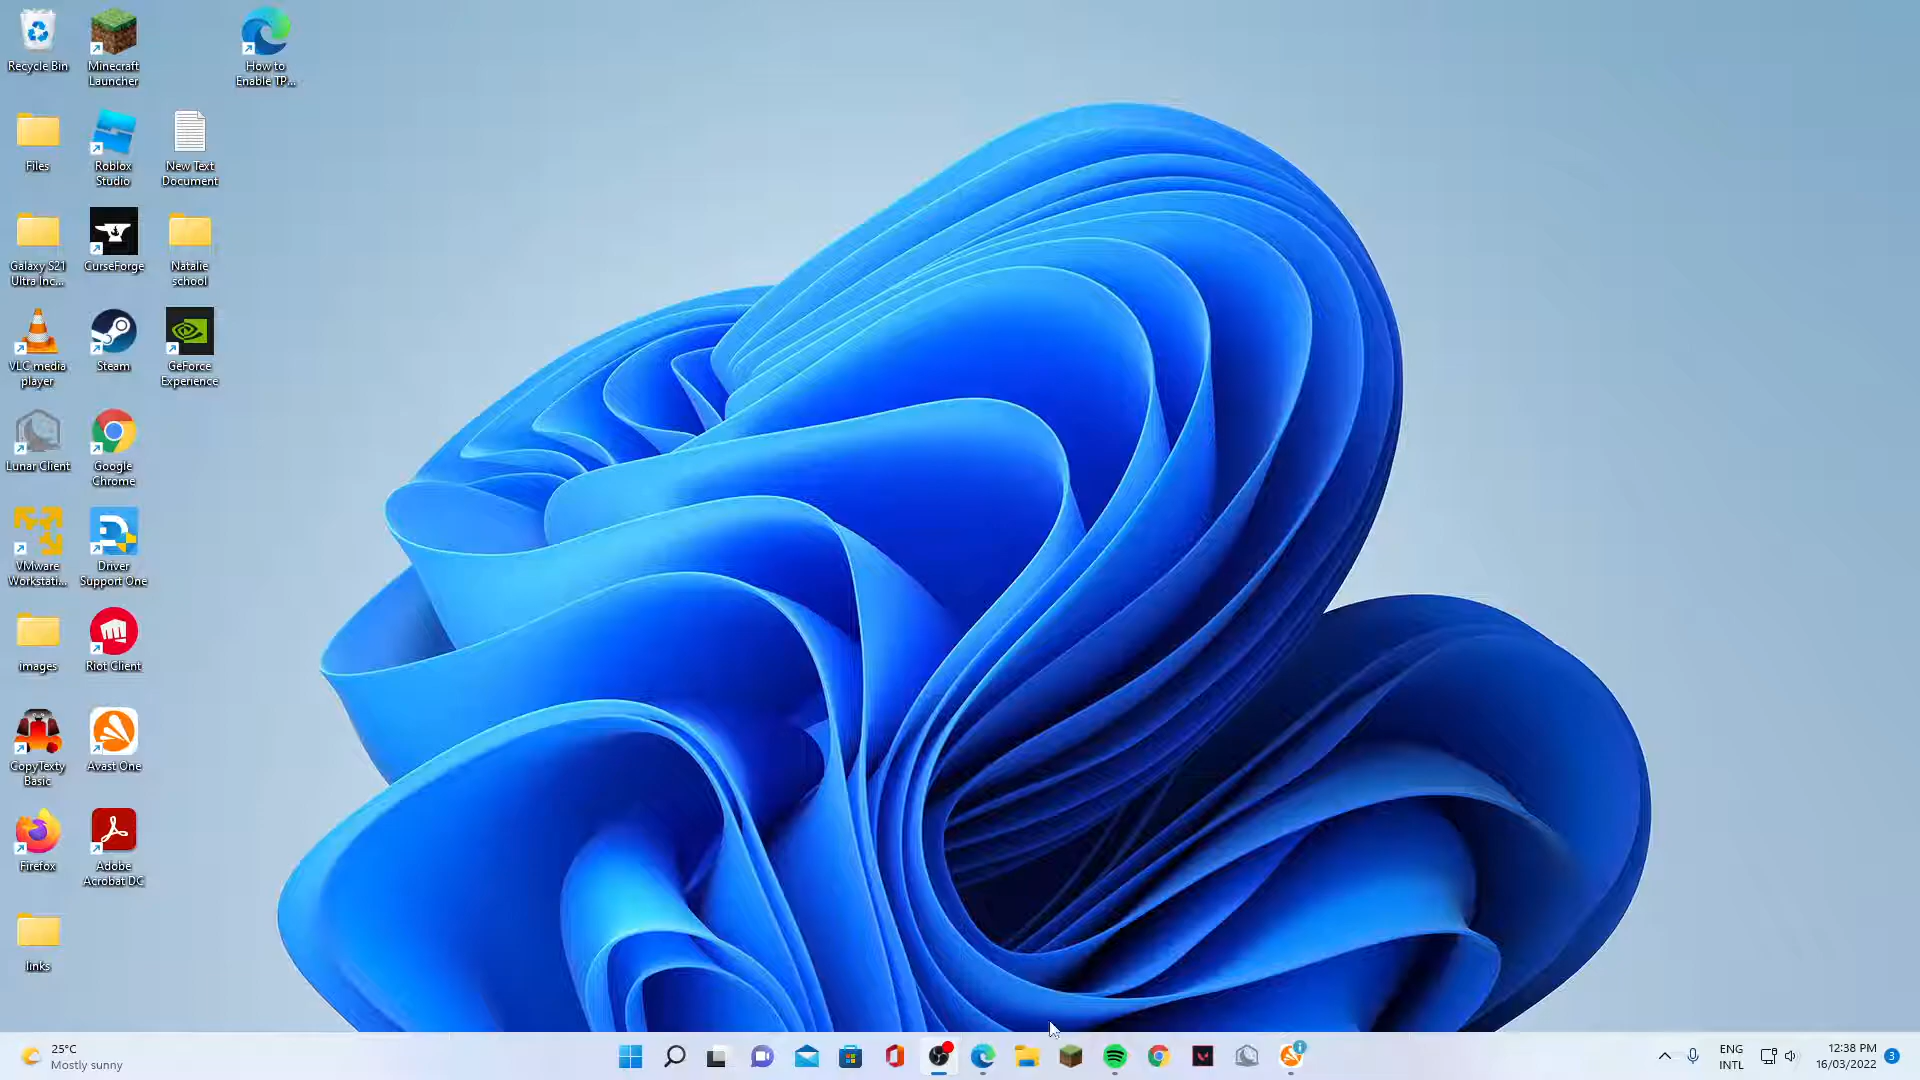 Recycle Bin
Minecraft
Launcher
How to
Enable TP...
Files
Roblox
Studio
New Text
Document
Galaxy S21
Ultra Inc...
CurseForge
Natalie
school
VLC media
player
Steam
GeForce
Experience
Lunar Client
Google
Chrome
VMware
Workstati...
Driver
Support One
images
Riot Client
CopyTexty
Basic
Avast One
Firefox
Adobe
Acrobat DC
links
25°C
Mostly sunny
ENG
INTL
12:38 PM
16/03/2022
3